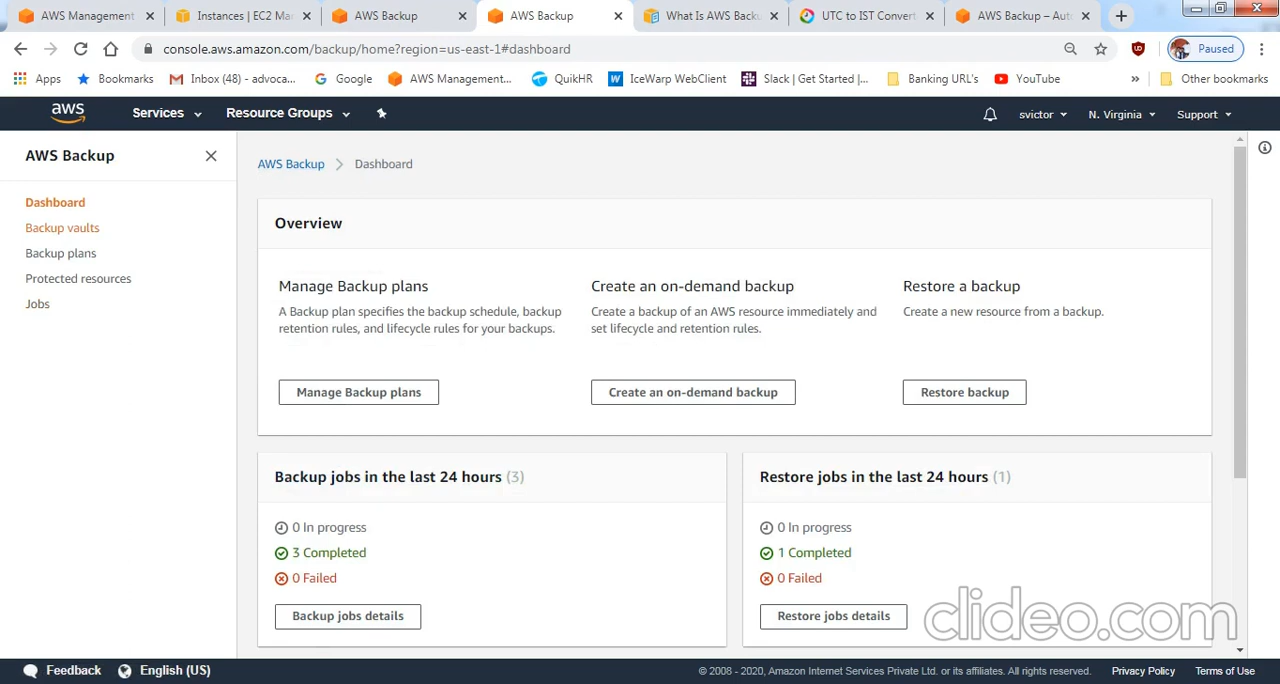 AWS Management
Instances | EC2 Mar
AWS Backup
AWS Backup
What Is AWS Backu
UTC to IST Convert
AWS Backup – Auto
console.aws.amazon.com/backup/home?region=us-east-1#dashboard
Paused
Apps
Bookmarks
Inbox (48) - advoca...
Google
AWS Management...
QuikHR
IceWarp WebClient
Slack | Get Started |...
Banking URL's
YouTube
»
Other bookmarks
aws
Services
Resource Groups
svictor
N. Virginia
Support
AWS Backup
Dashboard
Backup vaults
Backup plans
Protected resources
Jobs
AWS Backup
Dashboard
Overview
Manage Backup plans
A Backup plan specifies the backup schedule, backup
retention rules, and lifecycle rules for your backups.
Manage Backup plans
Create an on-demand backup
Create a backup of an AWS resource immediately and
set lifecycle and retention rules.
Create an on-demand backup
Restore a backup
Create a new resource from a backup.
Restore backup
Backup jobs in the last 24 hours (3)
0 In progress
3 Completed
0 Failed
Backup jobs details
Restore jobs in the last 24 hours (1)
0 In progress
1 Completed
0 Failed
Restore jobs details
clideo.com
Feedback
English (US)
© 2008 - 2020, Amazon Internet Services Private Ltd. or its affiliates. All rights reserved.
Privacy Policy
Terms of Use